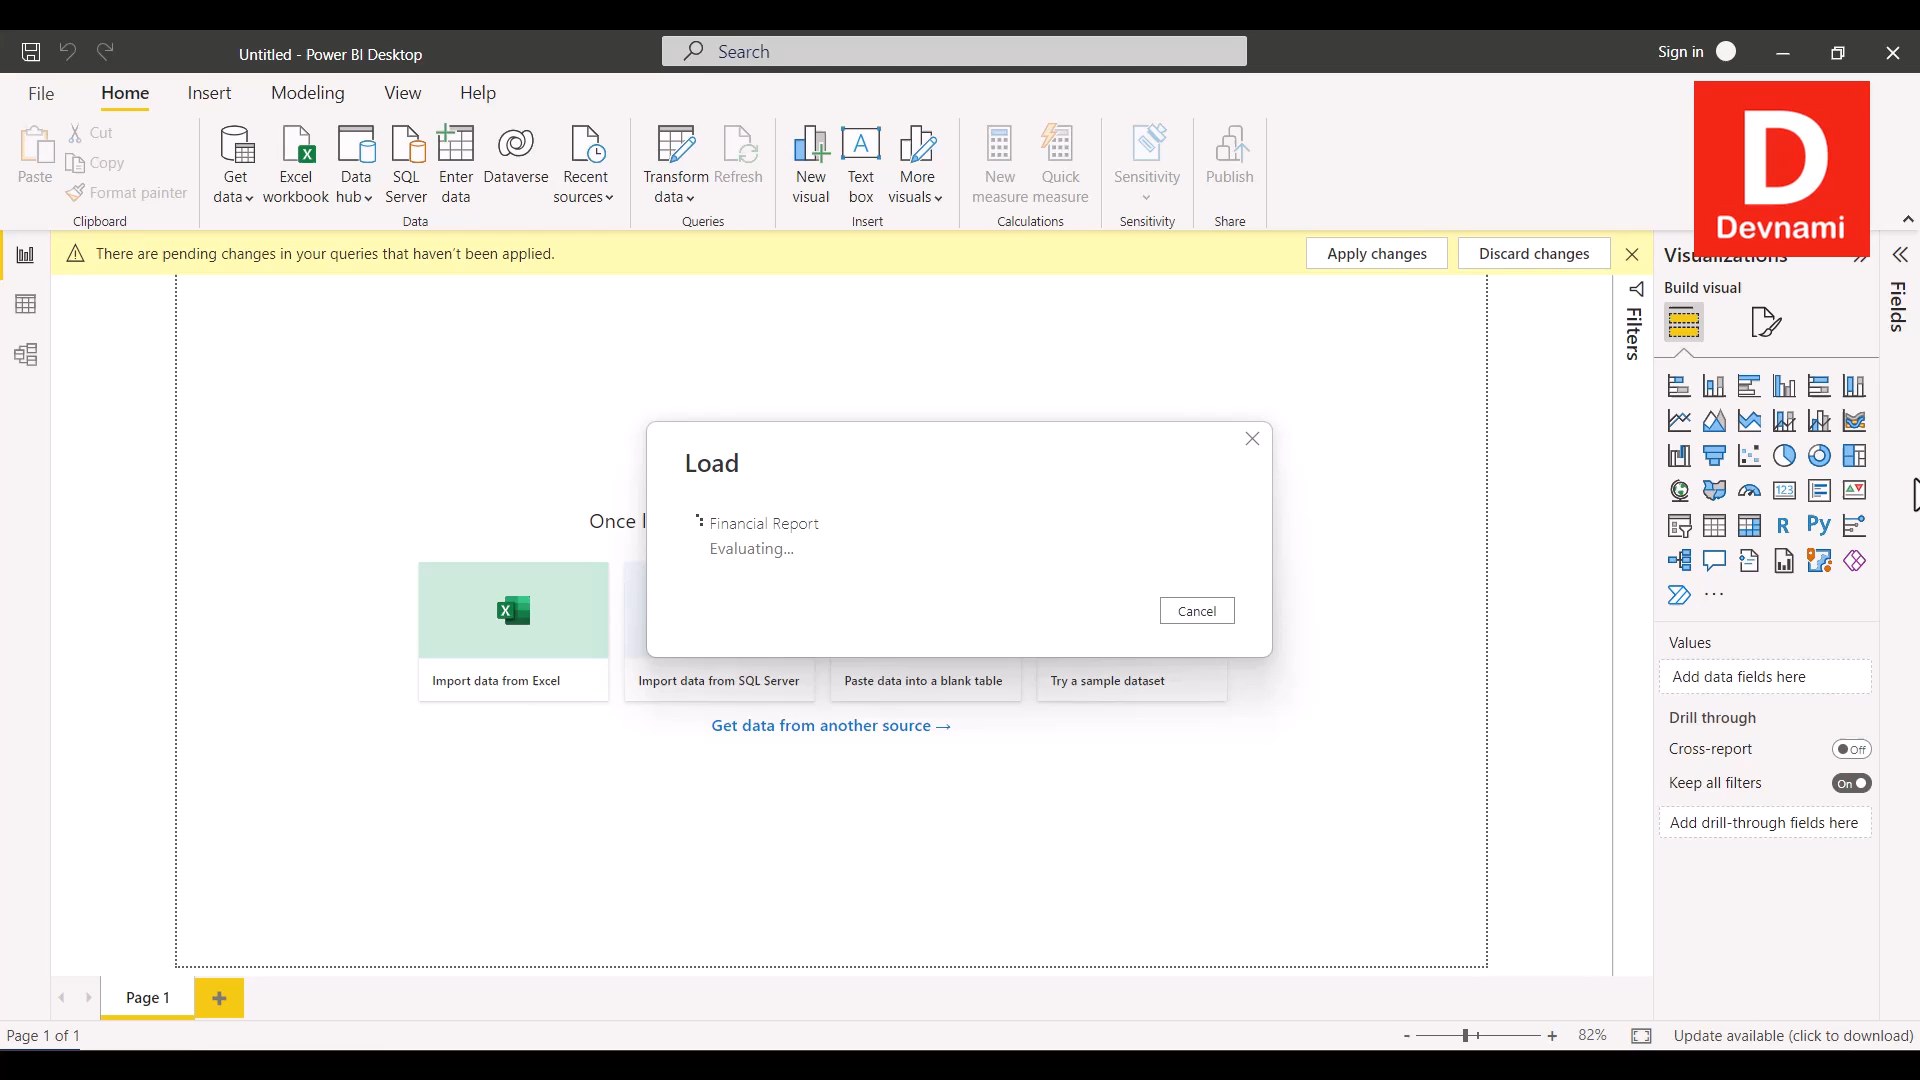 Untitled - Power BI Desktop
Search
Sign in
File
Home
Insert
Modeling
View
Help
Paste
Cut
Copy
Format painter
Clipboard
Get
data
Excel
workbook
Data
hub
SQL
Server
Enter
data
Dataverse
Recent
sources
Data
Transform
data
Refresh
Queries
New
visual
Text
box
More
visuals
Insert
New
measure
Quick
measure
Calculations
Sensitivity
Sensitivity
Publish
Share
D
Devnami
There are pending changes in your queries that haven't been applied.
Apply changes
Discard changes
Visualizations
Build visual
Filters
Fields
Once l
Load
Financial Report
Evaluating...
Cancel
Import data from Excel
Import data from SQL Server
Paste data into a blank table
Try a sample dataset
Get data from another source →
123
R
Py
Values
Add data fields here
Drill through
Cross-report
Off
Keep all filters
On
Add drill-through fields here
Page 1
Page 1 of 1
- + 82%
Update available (click to download)